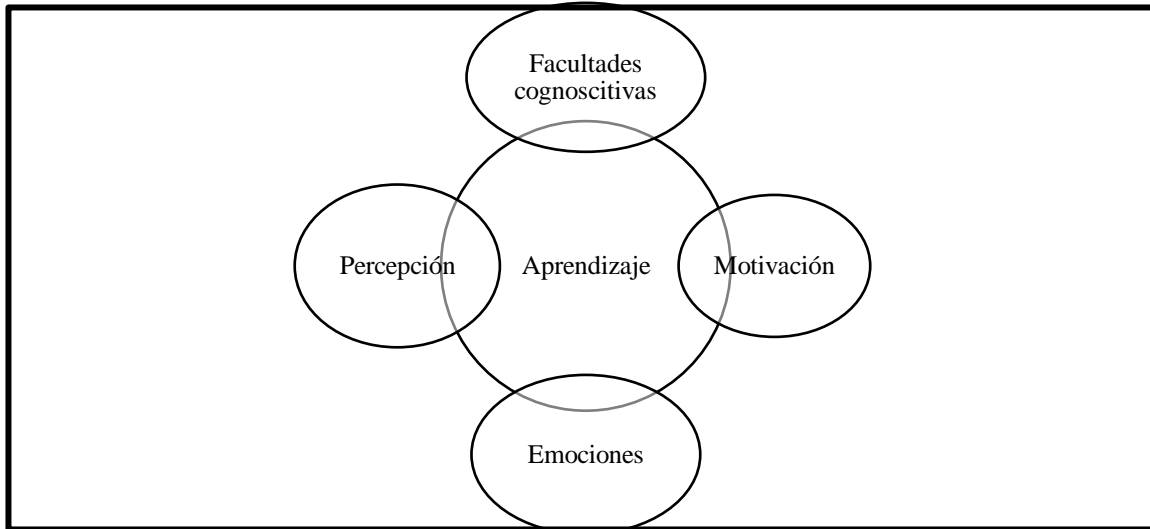 Facultades
cognoscitivas
Percepción
Aprendizaje
Motivación
Emociones